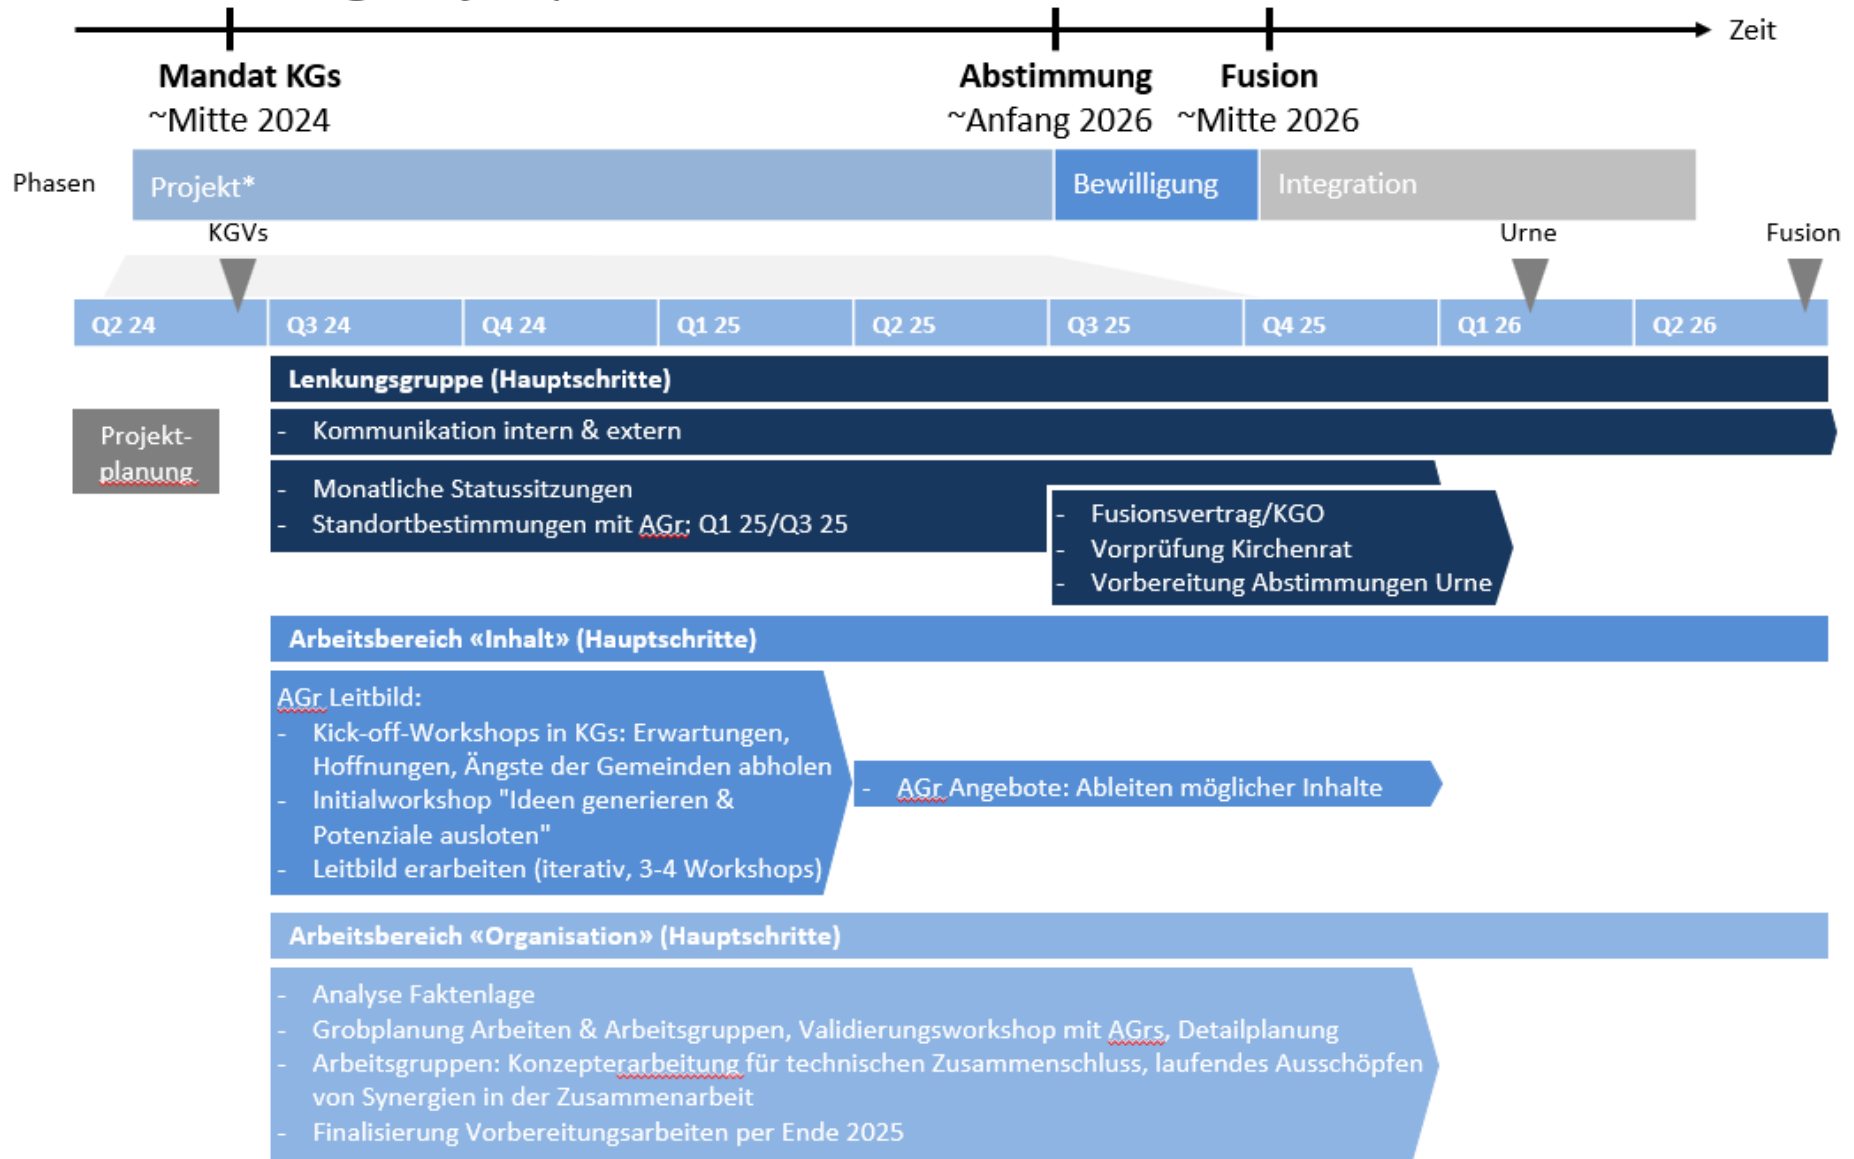 Zeit
Mandat KGs
~Mitte 2024
Abstimmung
~Anfang 2026
Fusion
~Mitte 2026
Phasen
Projekt*
Bewilligung
Integration
KGVs
Urne
Fusion
Q2 24
Q3 24
Q4 24
Q1 25
Q2 25
Q3 25
Q4 25
Q1 26
Q2 26
Lenkungsgruppe (Hauptschritte)
Projekt-
planung
- Kommunikation intern & extern
- Monatliche Statussitzungen
- Standortbestimmungen mit AGr: Q1 25/Q3 25
- Fusionsvertrag/KGO
- Vorprüfung Kirchenrat
- Vorbereitung Abstimmungen Urne
Arbeitsbereich «Inhalt» (Hauptschritte)
AGr Leitbild:
- Kick-off-Workshops in KGs: Erwartungen,
Hoffnungen, Ängste der Gemeinden abholen
- Initialworkshop "Ideen generieren &
Potenziale ausloten"
- Leitbild erarbeiten (iterativ, 3-4 Workshops)
- AGr Angebote: Ableiten möglicher Inhalte
Arbeitsbereich «Organisation» (Hauptschritte)
- Analyse Faktenlage
- Grobplanung Arbeiten & Arbeitsgruppen, Validierungsworkshop mit AGrs, Detailplanung
- Arbeitsgruppen: Konzepterarbeitung für technischen Zusammenschluss, laufendes Ausschöpfen
von Synergien in der Zusammenarbeit
- Finalisierung Vorbereitungsarbeiten per Ende 2025